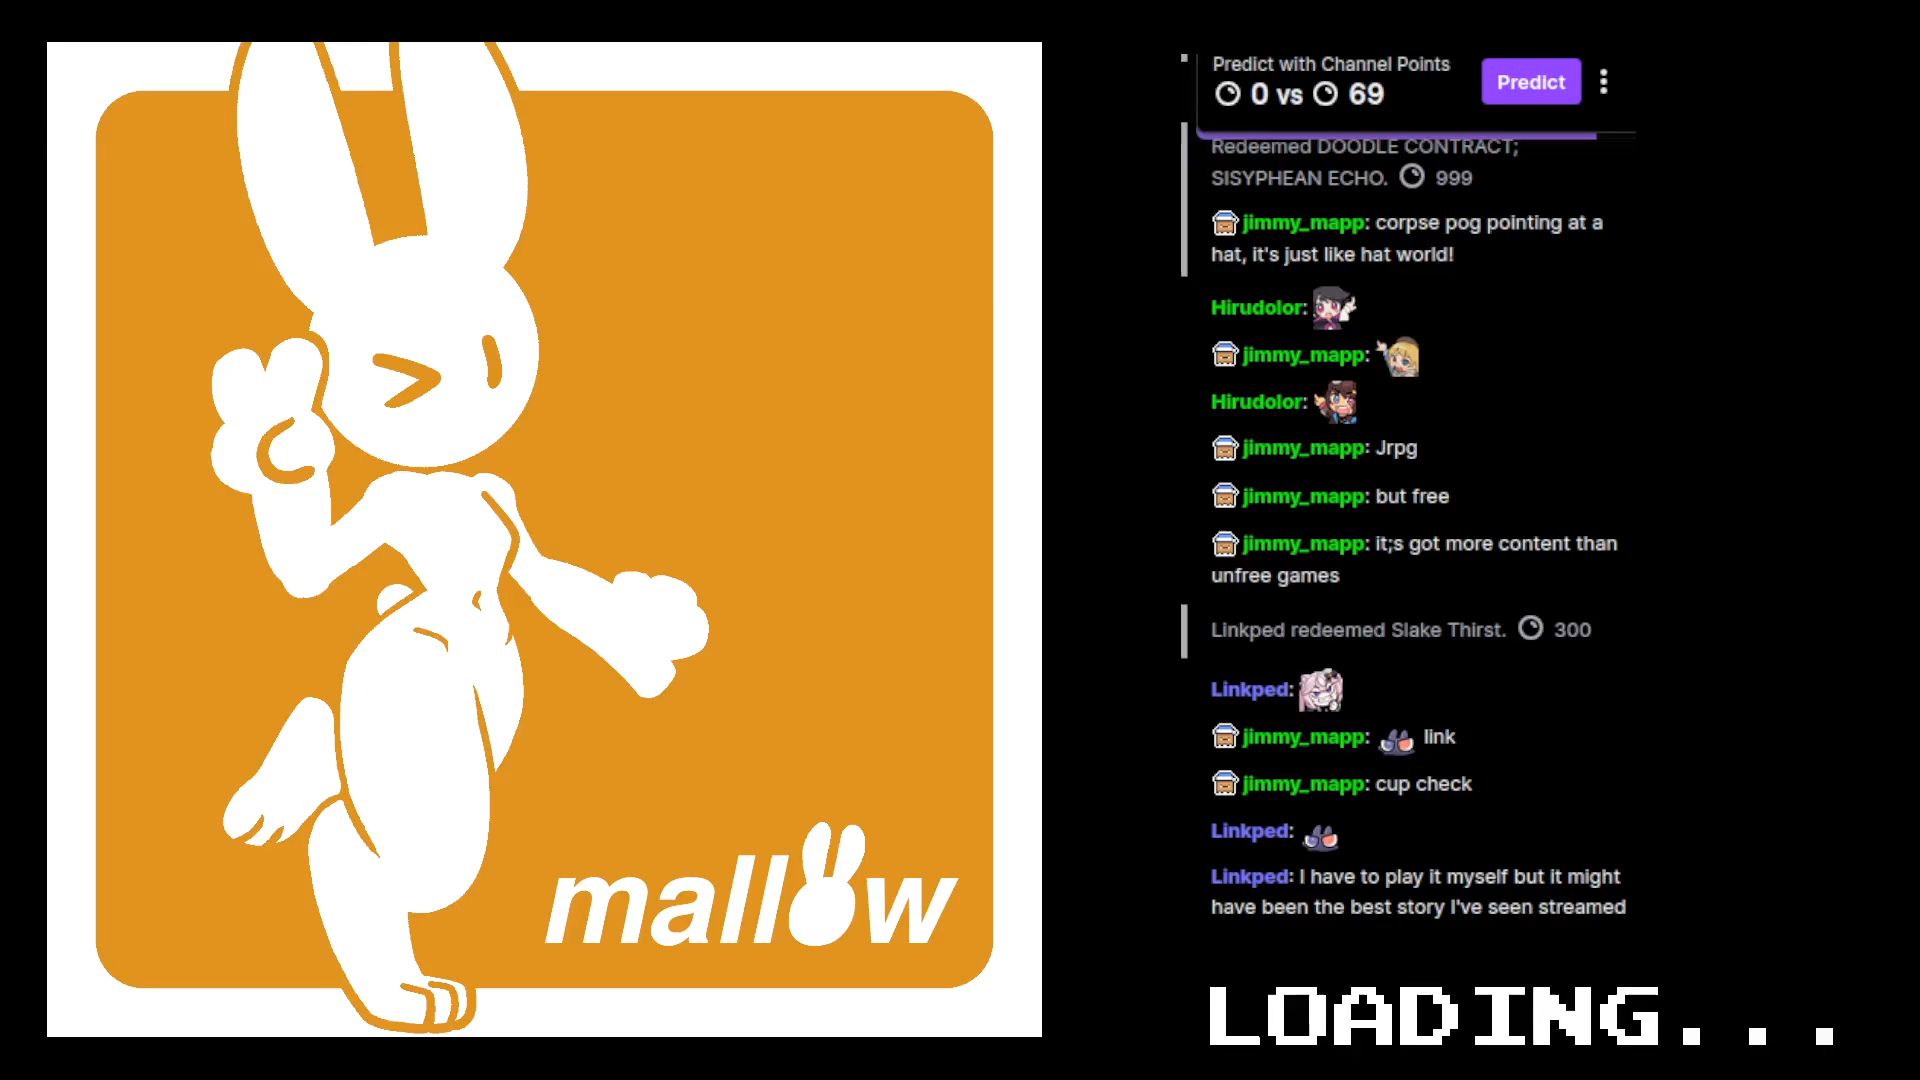 mallow
Predict with Channel Points
0 vs 69
Predict
Redeemed DOODLE CONTRACT;
SISYPHEAN ECHO. 999
jimmy_mapp: corpse pog pointing at a
hat, it's just like hat world!
Hirudolor:
jimmy_mapp:
Hirudolor:
jimmy_mapp: Jrpg
jimmy_mapp: but free
jimmy_mapp: it;s got more content than
unfree games
Linkped redeemed Slake Thirst. 300
Linkped:
jimmy_mapp: link
jimmy_mapp: cup check
Linkped:
Linkped: I have to play it myself but it might
have been the best story I've seen streamed
LOADING...